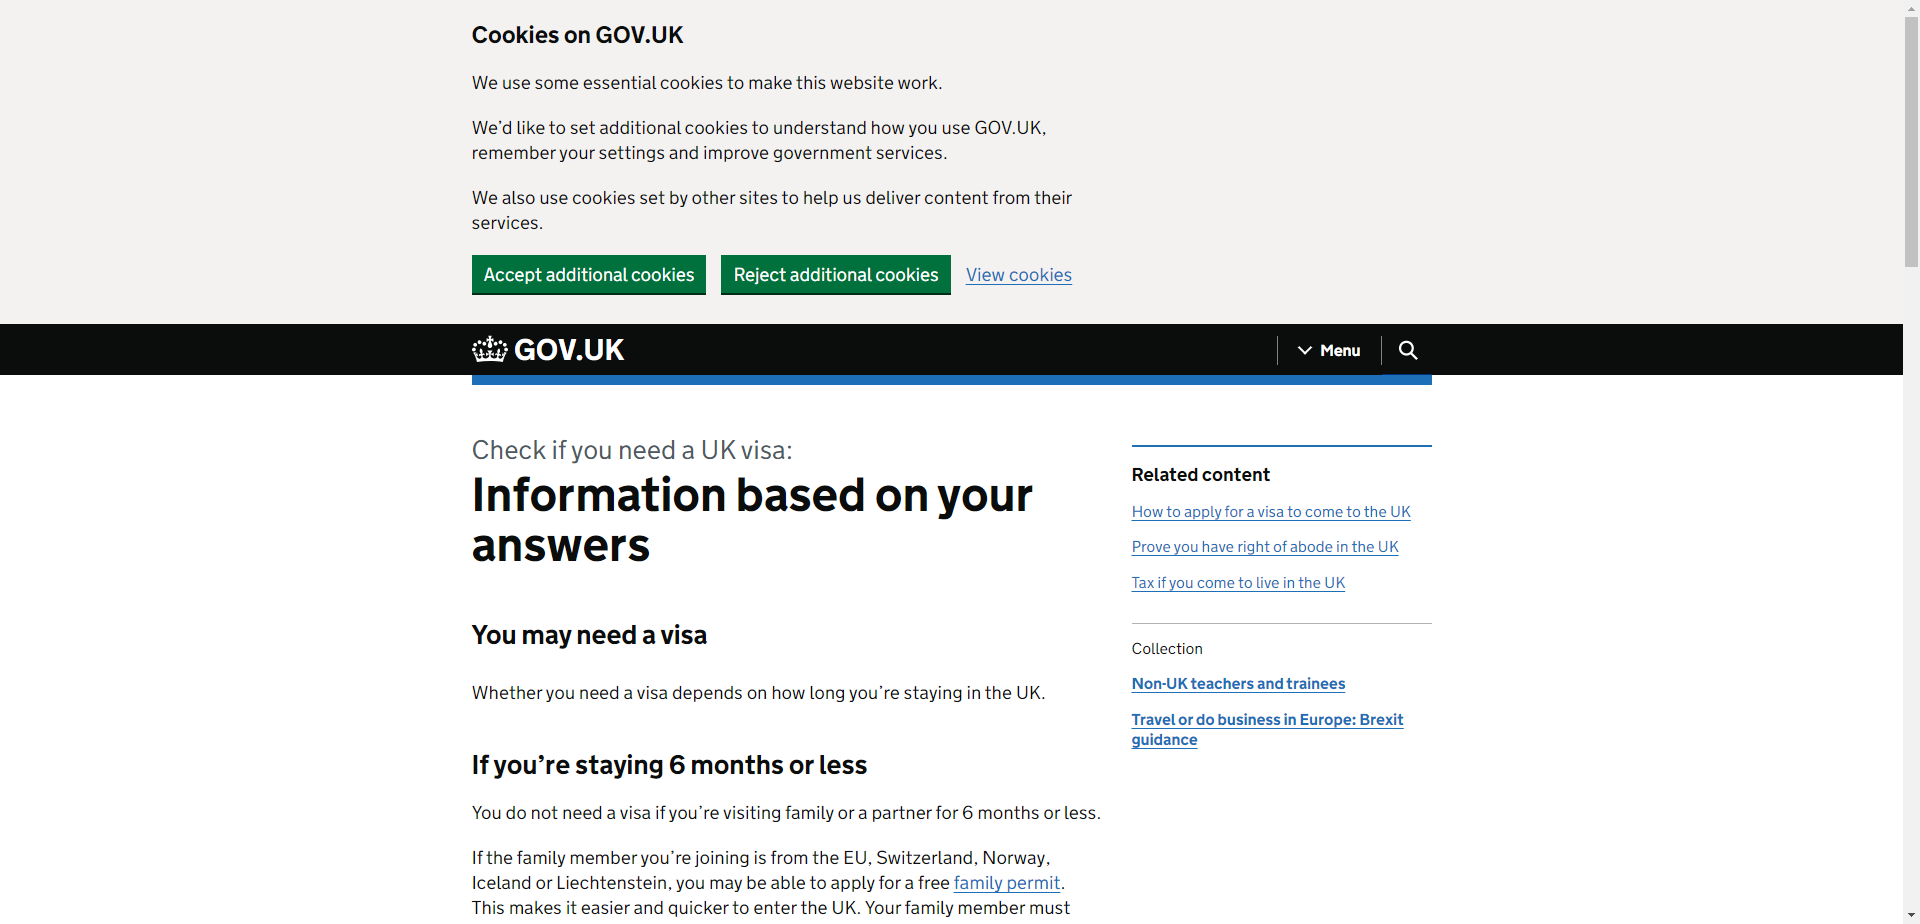 Cookies on GOV.UK
We use some essential cookies to make this website work.
We’d like to set additional cookies to understand how you use GOV.UK,
remember your settings and improve government services.
We also use cookies set by other sites to help us deliver content from their
services.
Accept additional cookies Reject additional cookies View cookies
GOV.UK Menu
Check if you need a UK visa:
Information based on your
answers
You may need a visa
Whether you need a visa depends on how long you’re staying in the UK.
If you’re staying 6 months or less
You do not need a visa if you’re visiting family or a partner for 6 months or less.
If the family member you’re joining is from the EU, Switzerland, Norway,
Iceland or Liechtenstein, you may be able to apply for a free family permit.
This makes it easier and quicker to enter the UK. Your family member must
Related content
How to apply for a visa to come to the UK
Prove you have right of abode in the UK
Tax if you come to live in the UK
Collection
Non-UK teachers and trainees
Travel or do business in Europe: Brexit
guidance